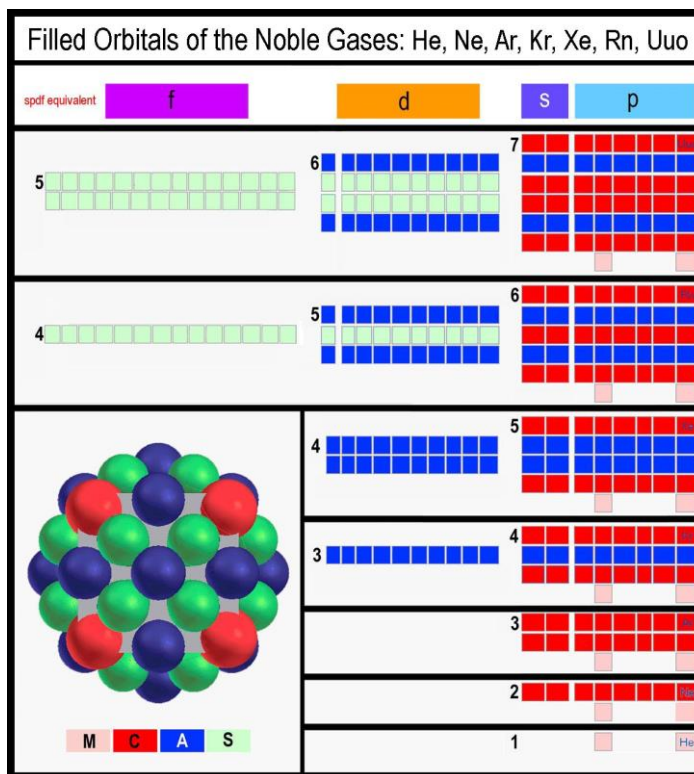 Filled Orbitals of the Noble Gases: He, Ne, Ar, Kr, Xe, Rn, Uuo
spdf equivalent f d s p
7
6
5
6
5
4
5
4
4
3
3
2 Ne
M C A S
1 He